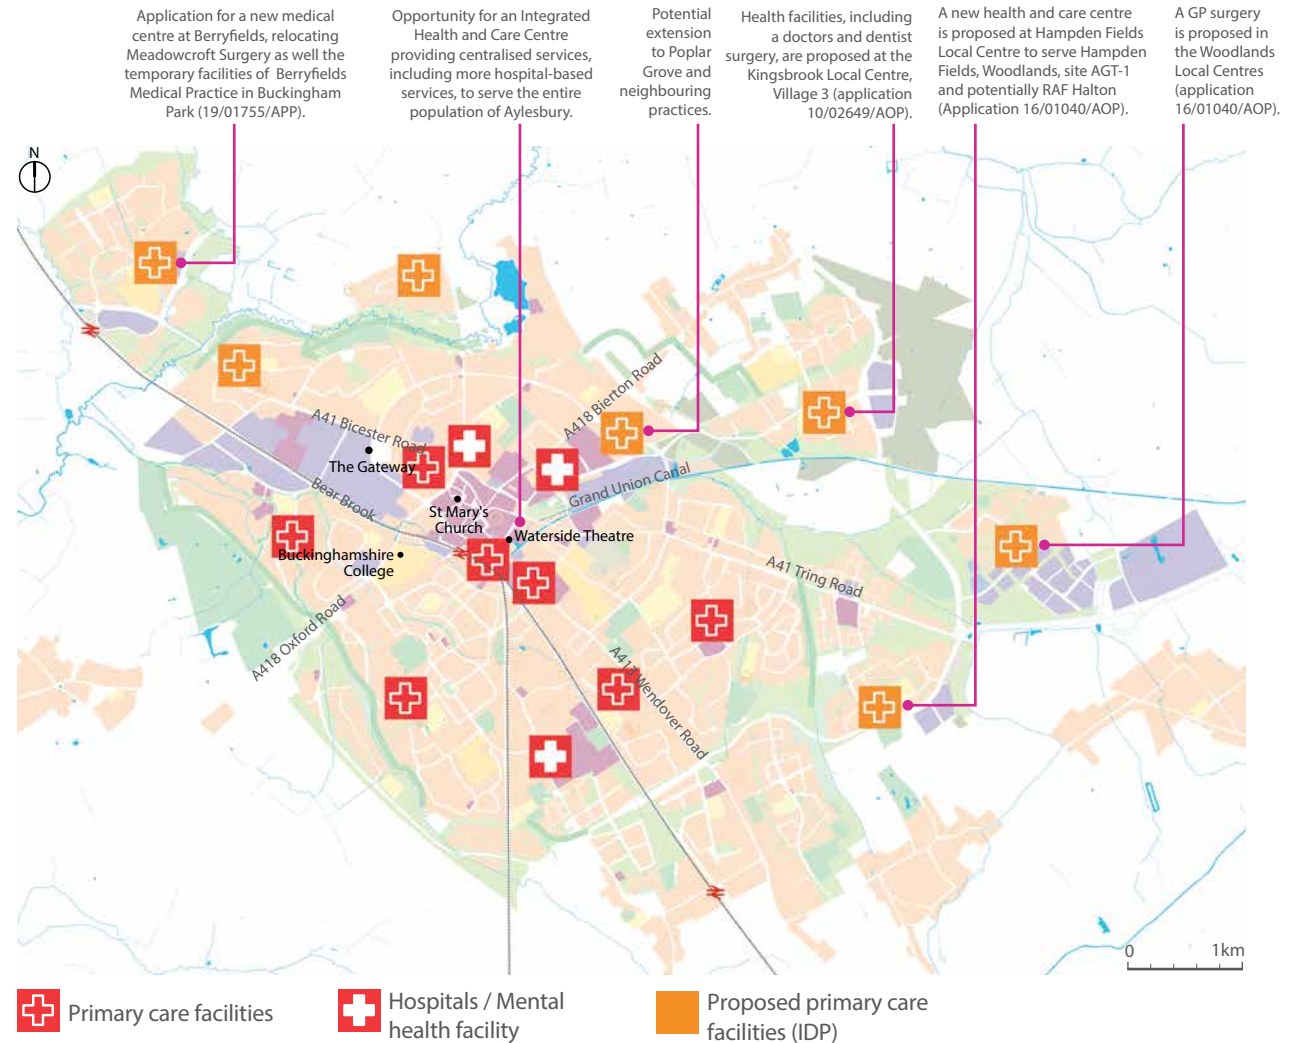 Application for a new medical
centre at Berryfields, relocating
Meadowcroft Surgery as well the
temporary facilities of Berryfields
Medical Practice in Buckingham
Park (19/01755/APP).
Opportunity for an Integrated
Health and Care Centre
providing centralised services,
including more hospital-based
services, to serve the entire
population of Aylesbury.
Potential
extension
to Poplar
Grove and
neighbouring
practices.
Health facilities, including
a doctors and dentist
surgery, are proposed at the
Kingsbrook Local Centre,
Village 3 (application
10/02649/AOP).
A new health and care centre
is proposed at Hampden Fields
Local Centre to serve Hampden
Fields, Woodlands, site AGT-1
and potentially RAF Halton
(Application 16/01040/AOP).
A GP surgery
is proposed in
the Woodlands
Local Centres
(application
16/01040/AOP).
N
A418 Bierton Road
A41 Bicester Road
The Gateway
Bear Brook
Grand Union Canal
St Mary's
Church
Waterside Theatre
Buckinghamshire
College
A41 Tring Road
A418 Oxford Road
A413 Wendover Road
0 1km
Primary care facilities
Hospitals / Mental
health facility
Proposed primary care
facilities (IDP)